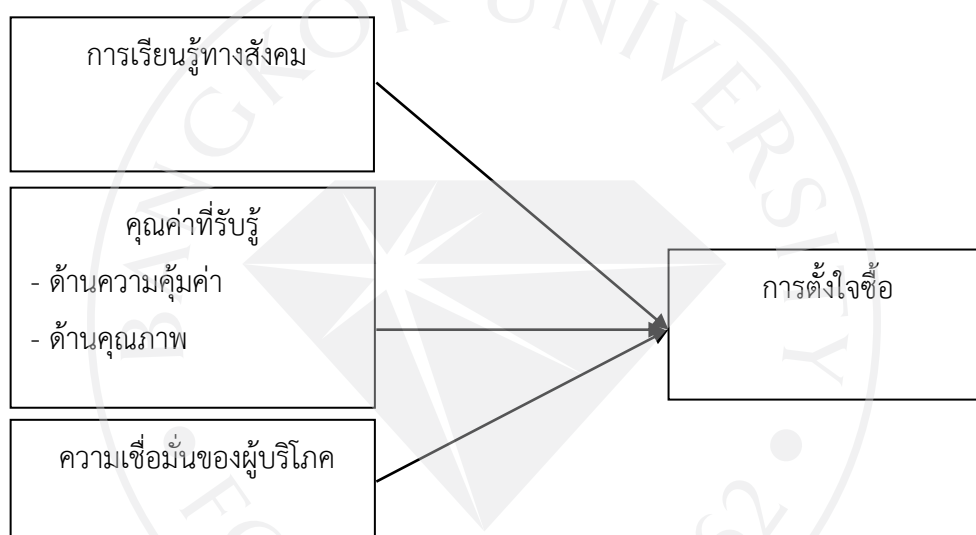 BANGKOK UNIVERSITY
การเรียนรู้ทางสังคม
คุณค่าที่รับรู้
- ด้านความคุ้มค่า
- ด้านคุณภาพ
ความเชื่อมั่นของผู้บริโภค
การตั้งใจซื้อ